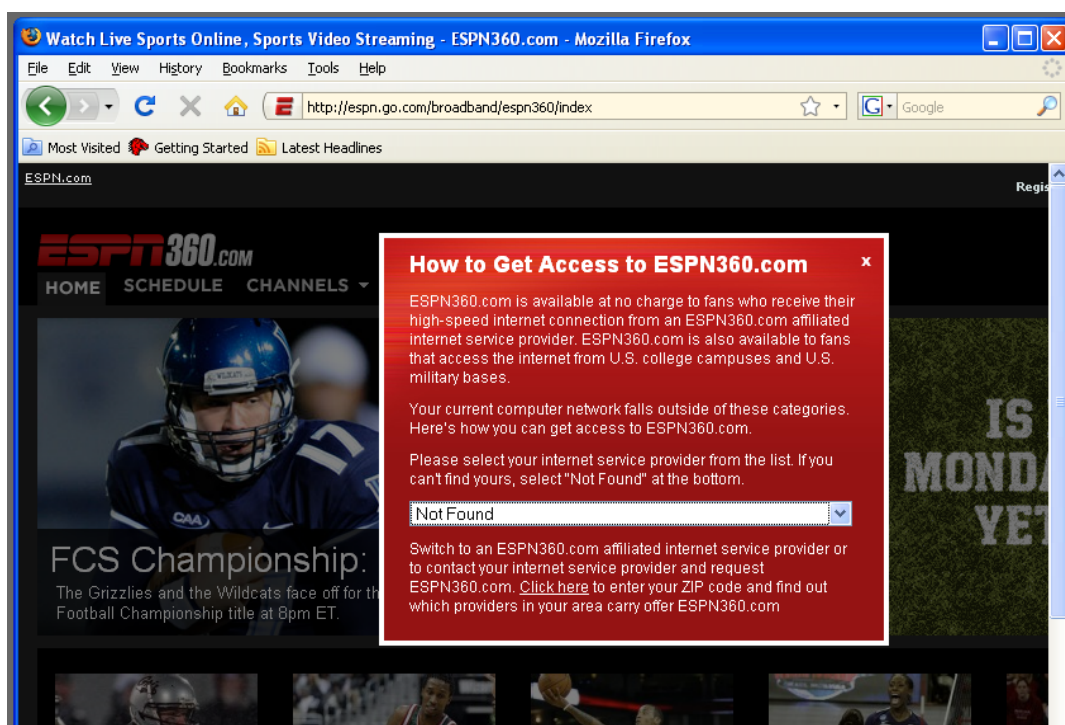 Watch Live Sports Online, Sports Video Streaming - ESPN360.com - Mozilla Firefox
File Edit View History Bookmarks Tools Help
http://espn.go.com/broadband/espn360/index
G Google
Most Visited Getting Started Latest Headlines
ESPN.com
Regis
ESPN360.COM
HOME SCHEDULE CHANNELS
How to Get Access to ESPN360.com x
ESPN360.com is available at no charge to fans who receive their
high-speed internet connection from an ESPN360.com affiliated
internet service provider. ESPN360.com is also available to fans
that access the internet from U.S. college campuses and U.S.
military bases.
Your current computer network falls outside of these categories.
Here's how you can get access to ESPN360.com.
Please select your internet service provider from the list. If you
can't find yours, select "Not Found" at the bottom.
Not Found
Switch to an ESPN360.com affiliated internet service provider or
to contact your internet service provider and request
ESPN360.com. Click here to enter your ZIP code and find out
which providers in your area carry offer ESPN360.com
WILDCATS
17
CAA
FCS Championship:
The Grizzlies and the Wildcats face off for th
Football Championship title at 8pm ET.
IS
MONDA
YET